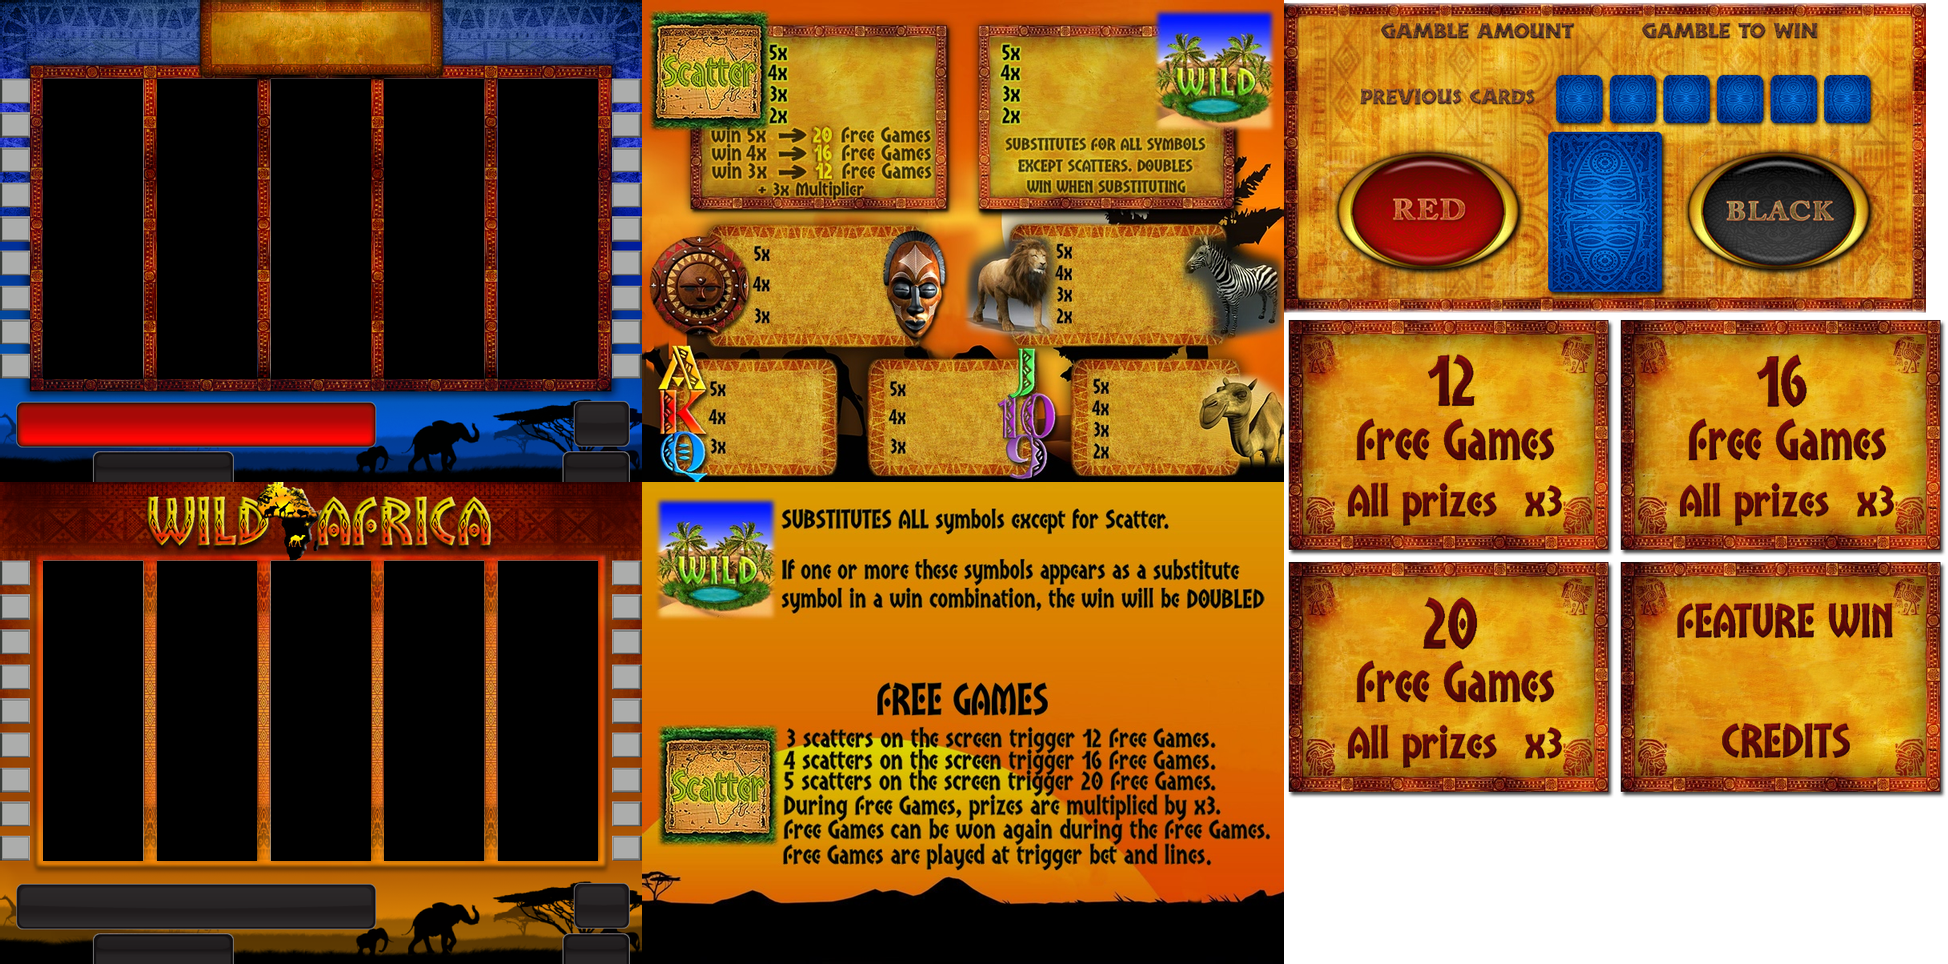 WILD AFRICA
Scatter
5x
4x
3x
2x
win 5x → 20 Free Games
win 4x → 16 Free Games
win 3x → 12 Free Games
+ 3x Multiplier
5x
4x
3x
2x
WILD
SUBSTITUTES FOR ALL SYMBOLS
EXCEPT SCATTERS. DOUBLES
WIN WHEN SUBSTITUTING
5x
4x
3x
5x
4x
3x
2x
A
K
Q
5x
4x
3x
5x
4x
3x
J
10
9
5x
4x
3x
2x
WILD
SUBSTITUTES ALL symbols except for Scatter.
If one or more these symbols appears as a substitute
symbol in a win combination, the win will be DOUBLED
FREE GAMES
Scatter
3 scatters on the screen trigger 12 Free Games.
4 scatters on the screen trigger 16 Free Games.
5 scatters on the screen trigger 20 Free Games.
During Free Games, prizes are multiplied by x3.
Free Games can be won again during the Free Games.
Free Games are played at trigger bet and lines.
GAMBLE AMOUNT GAMBLE TO WIN
PREVIOUS CARDS
RED
BLACK
12
Free Games
All prizes x3
16
Free Games
All prizes x3
20
Free Games
All prizes x3
FEATURE WIN
CREDITS